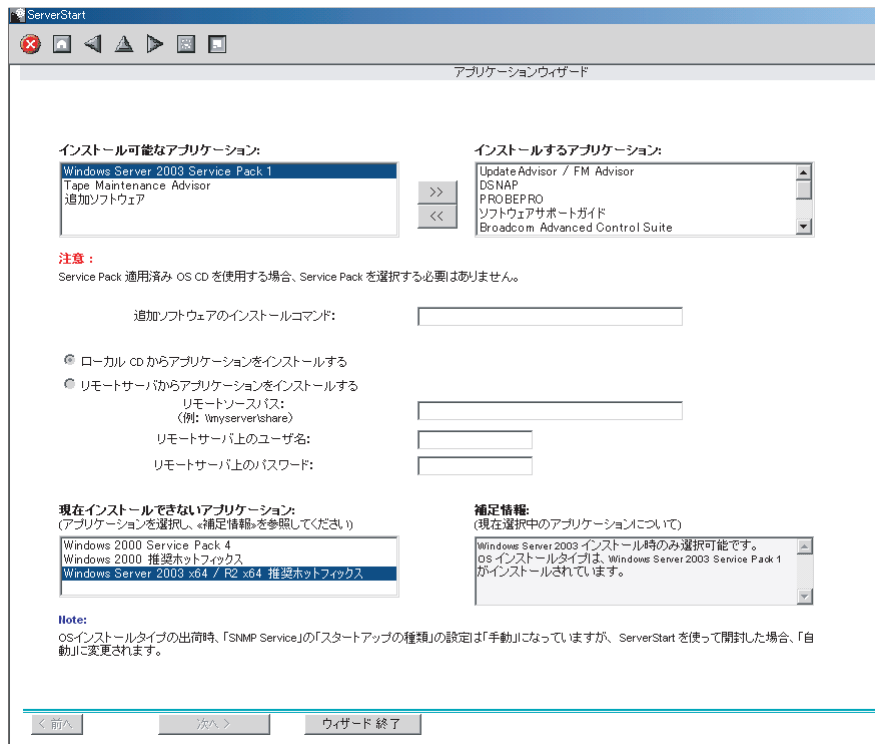 ServerStart
アプリケーションウィザード
インストール可能なアプリケーション:
Windows Server 2003 Service Pack 1
Tape Maintenance Advisor
追加ソフトウェア
>>
<<
インストールするアプリケーション:
Update Advisor / FM Advisor
DSNAP
PROBEPRO
ソフトウェアサポートガイド
Broadcom Advanced Control Suite
注意：
Service Pack 適用済み OS CD を使用する場合、Service Pack を選択する必要はありません。
追加ソフトウェアのインストールコマンド:
ローカル CD からアプリケーションをインストールする
リモートサーバからアプリケーションをインストールする
リモートソースパス:
(例: \\myserver\share)
リモートサーバ上のユーザ名:
リモートサーバ上のパスワード:
現在インストールできないアプリケーション:
(アプリケーションを選択し、«補足情報»を参照してください)
Windows 2000 Service Pack 4
Windows 2000 推奨ホットフィックス
Windows Server 2003 x64 / R2 x64 推奨ホットフィックス
補足情報:
(現在選択中のアプリケーションについて)
Windows Server 2003 インストール時のみ選択可能です。
OS インストールタイプは、Windows Server 2003 Service Pack 1
がインストールされています。
Note:
OSインストールタイプの出荷時、「SNMP Service」の「スタートアップの種類」の設定は「手動」になっていますが、 ServerStart を使って開封した場合、「自
動」に変更されます。
< 前へ
次へ >
ウィザード 終了